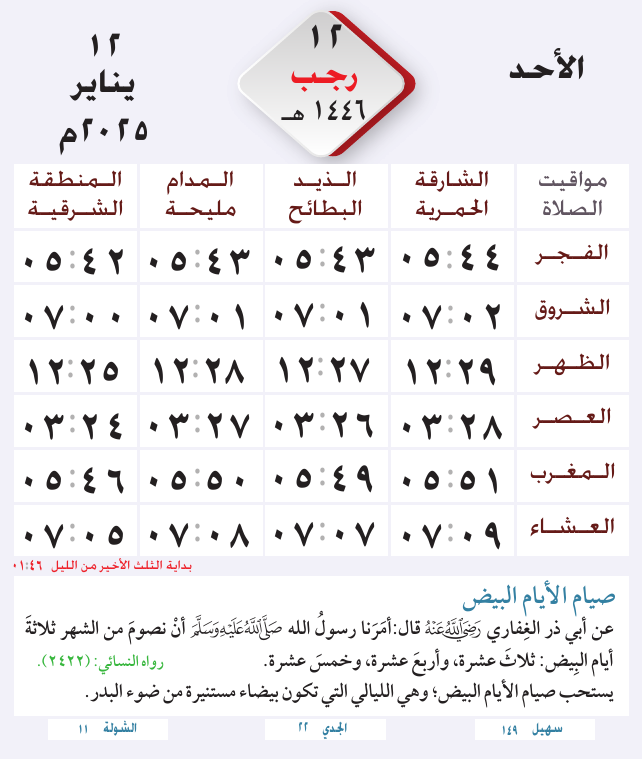 الأحد
١٢
رجب
١٤٤٦ هـ
١٢
يناير
٢٠٢٥م
مواقيت الصلاة | الشارقة الحمرية | الذيد البطائح | المدام مليحة | المنطقة الشرقية
الفجر ٠٥:٤٤ ٠٥:٤٣ ٠٥:٤٣ ٠٥:٤٢
الشروق ٠٧:٠٢ ٠٧:٠١ ٠٧:٠١ ٠٧:٠٠
الظهر ١٢:٢٩ ١٢:٢٧ ١٢:٢٨ ١٢:٢٥
العصر ٠٣:٢٨ ٠٣:٢٦ ٠٣:٢٧ ٠٣:٢٤
المغرب ٠٥:٥١ ٠٥:٤٩ ٠٥:٥٠ ٠٥:٤٦
العشاء ٠٧:٠٩ ٠٧:٠٧ ٠٧:٠٨ ٠٧:٠٥
بداية الثلث الأخير من الليل ٠١:٤٦
صيام الأيام البيض
عن أبي ذر الغِفاري رَضِيَ اللَّهُ عَنْهُ قال: أمَرَنا رسولُ الله صَلَّى اللَّهُ عَلَيْهِ وَسَلَّمَ أنْ نصومَ من الشهر ثلاثةَ
أيام البِيض: ثلاثَ عشرة، وأربعَ عشرة، وخمسَ عشرة. رواه النسائي: (٢٤٢٢).
يستحب صيام الأيام البيض؛ وهي الليالي التي تكون بيضاء مستنيرة من ضوء البدر.
سهيل ١٤٩
الجدي ٢٢
الشولة ١١